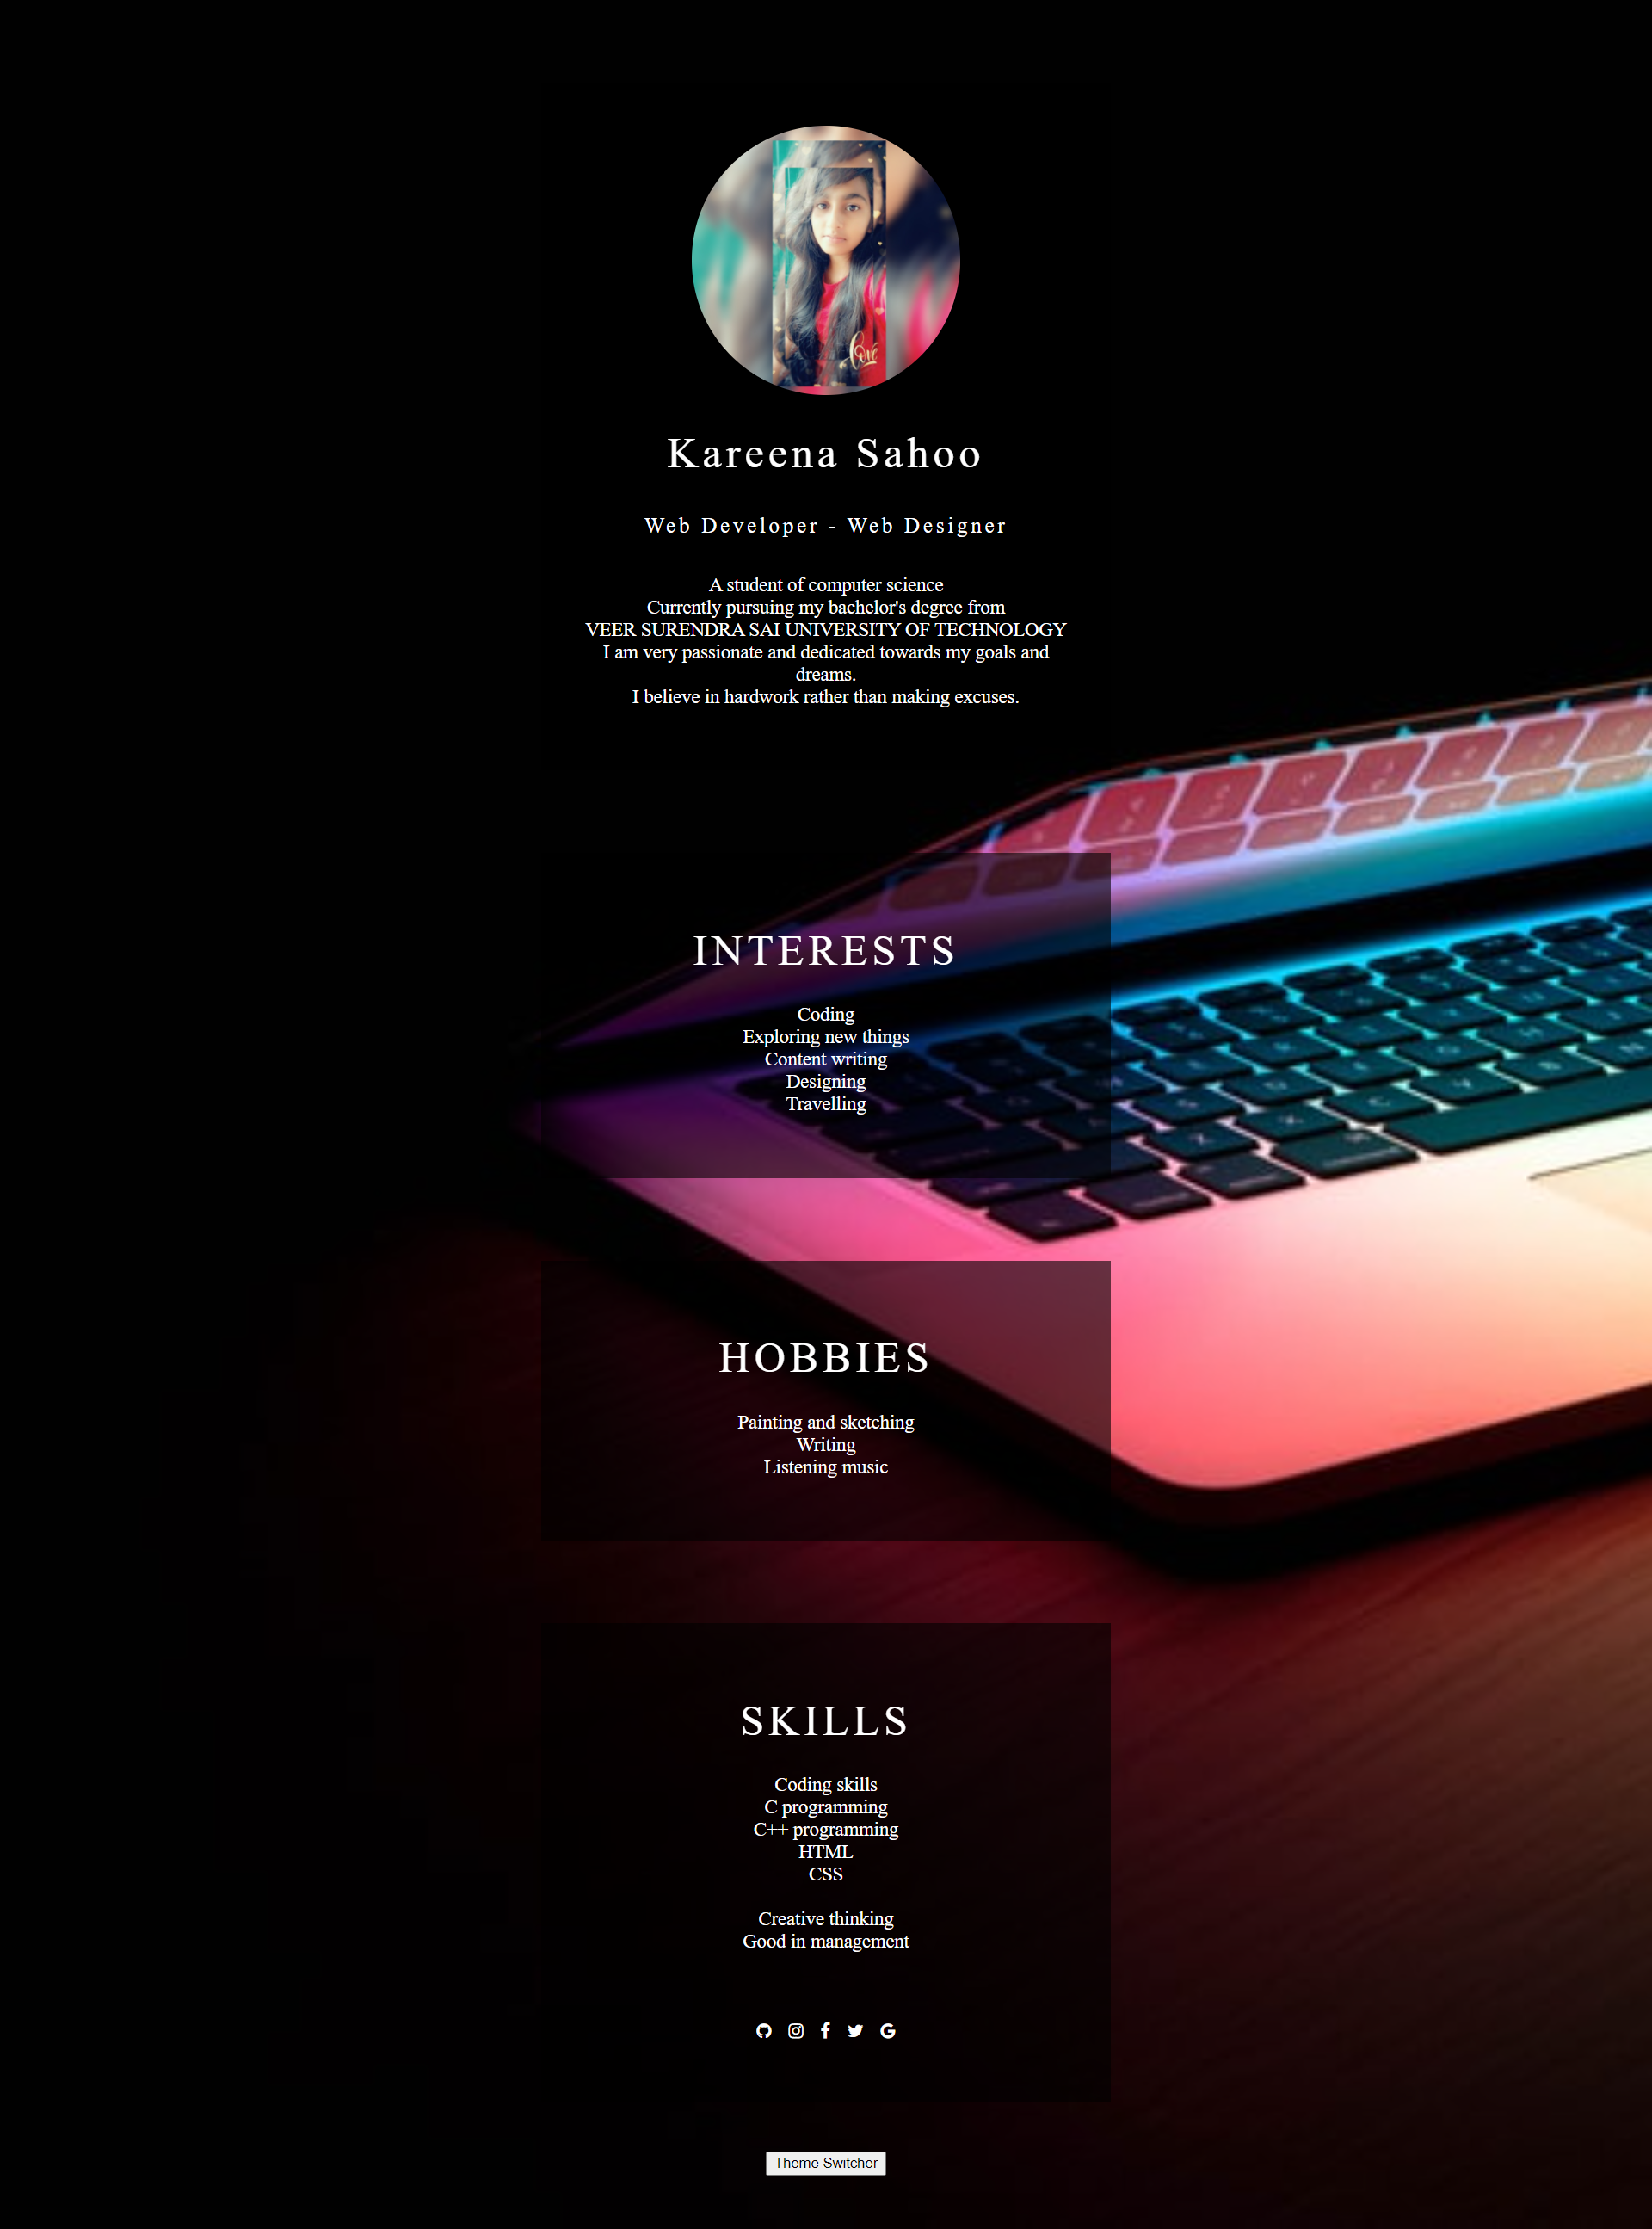 Love
Kareena Sahoo
Web Developer - Web Designer
A student of computer science
Currently pursuing my bachelor's degree from
VEER SURENDRA SAI UNIVERSITY OF TECHNOLOGY
I am very passionate and dedicated towards my goals and
dreams.
I believe in hardwork rather than making excuses.
INTERESTS
Coding
Exploring new things
Content writing
Designing
Travelling
HOBBIES
Painting and sketching
Writing
Listening music
SKILLS
Coding skills
C programming
C++ programming
HTML
CSS
Creative thinking
Good in management
Theme Switcher